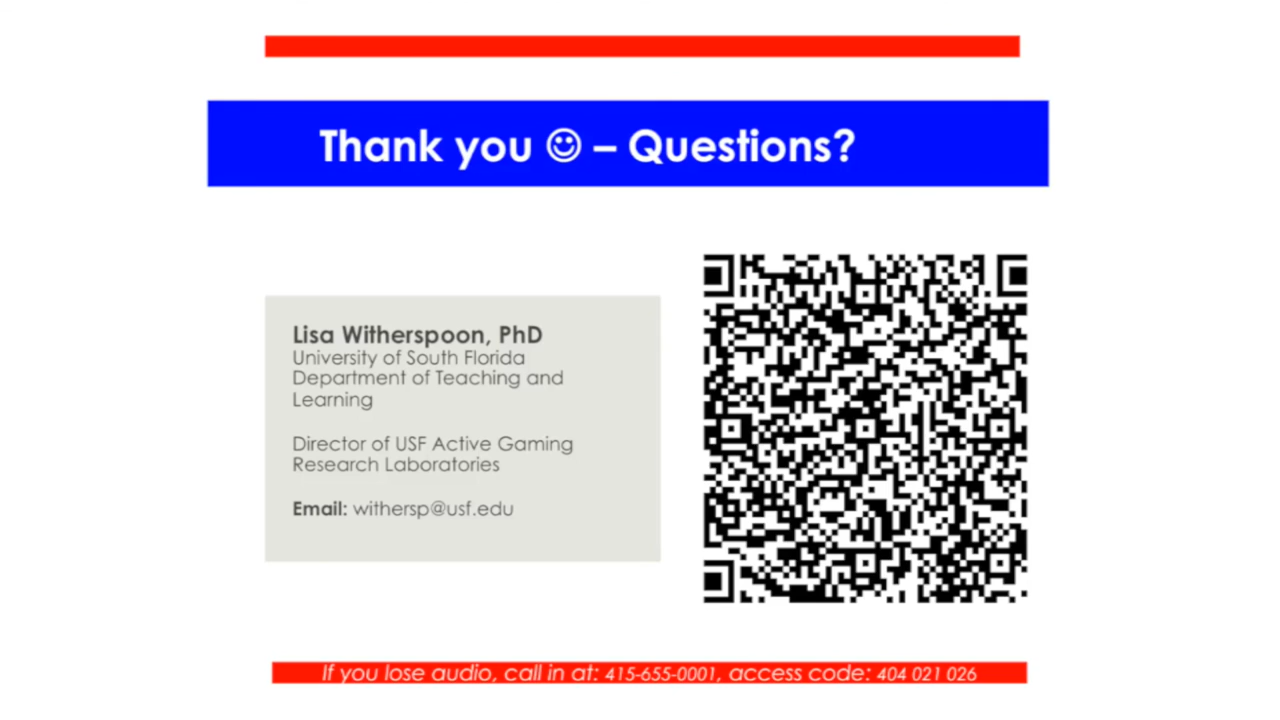 Thank you ☺ – Questions?
Lisa Witherspoon, PhD
University of South Florida
Department of Teaching and
Learning
Director of USF Active Gaming
Research Laboratories
Email: withersp@usf.edu
If you lose audio, call in at: 415-655-0001, access code: 404 021 026